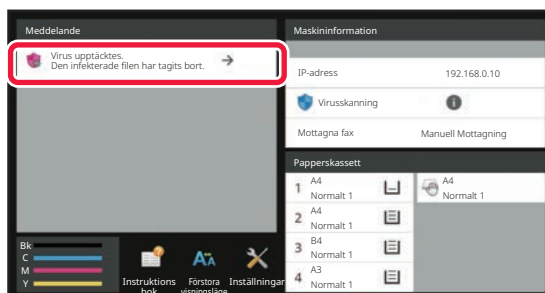 Meddelande
Virus upptäcktes.
Den infekterade filen har tagits bort.
Bk
C
M
Y
Instruktions
bok
Förstora
visningsläge
Inställningar
Maskininformation
IP-adress 192.168.0.10
Virusskanning
Mottagna fax Manuell Mottagning
Papperskassett
1 A4
Normalt 1
2 A4
Normalt 1
3 B4
Normalt 1
4 A3
Normalt 1
A4
Normalt 1